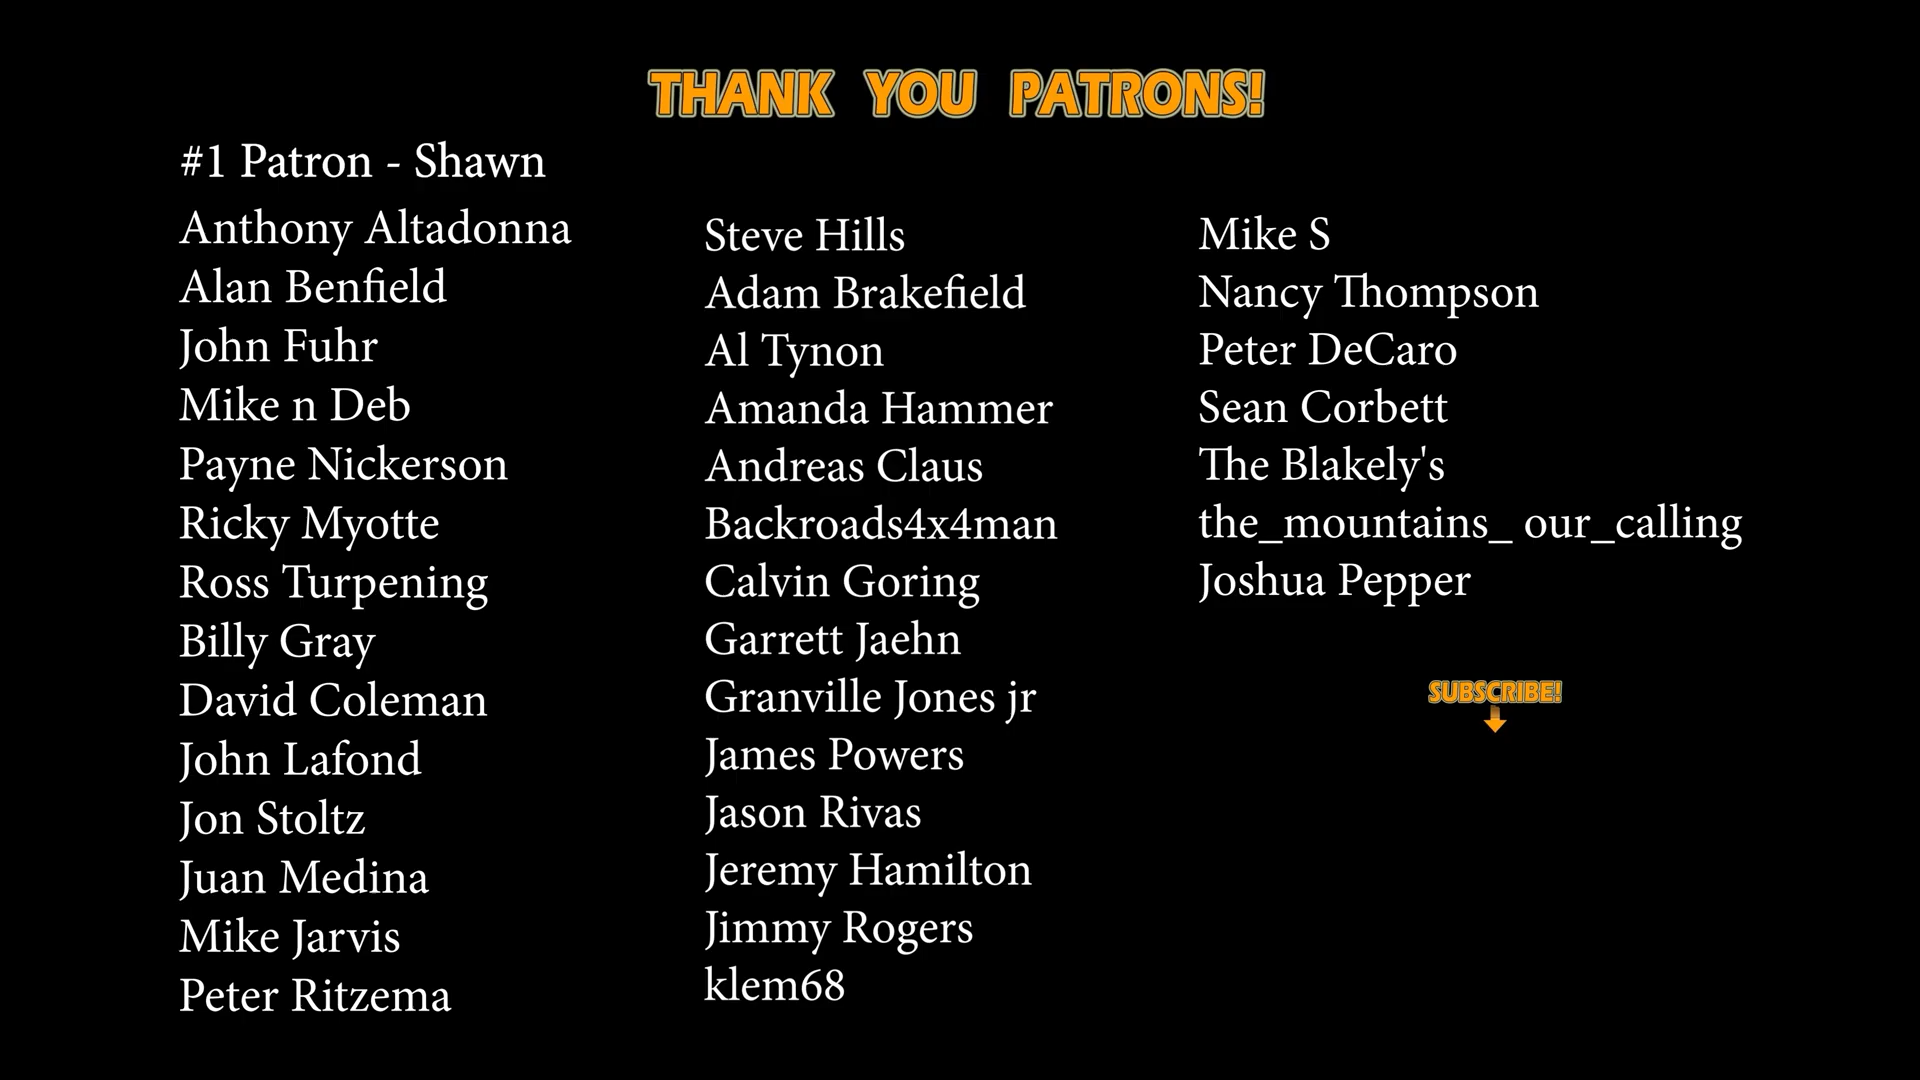 THANK YOU PATRONS!
#1 Patron - Shawn
Anthony Altadonna
Alan Benfield
John Fuhr
Mike n Deb
Payne Nickerson
Ricky Myotte
Ross Turpening
Billy Gray
David Coleman
John Lafond
Jon Stoltz
Juan Medina
Mike Jarvis
Peter Ritzema
Steve Hills
Adam Brakefield
Al Tynon
Amanda Hammer
Andreas Claus
Backroads4x4man
Calvin Goring
Garrett Jaehn
Granville Jones jr
James Powers
Jason Rivas
Jeremy Hamilton
Jimmy Rogers
klem68
Mike S
Nancy Thompson
Peter DeCaro
Sean Corbett
The Blakely's
the_mountains_ our_calling
Joshua Pepper
SUBSCRIBE!